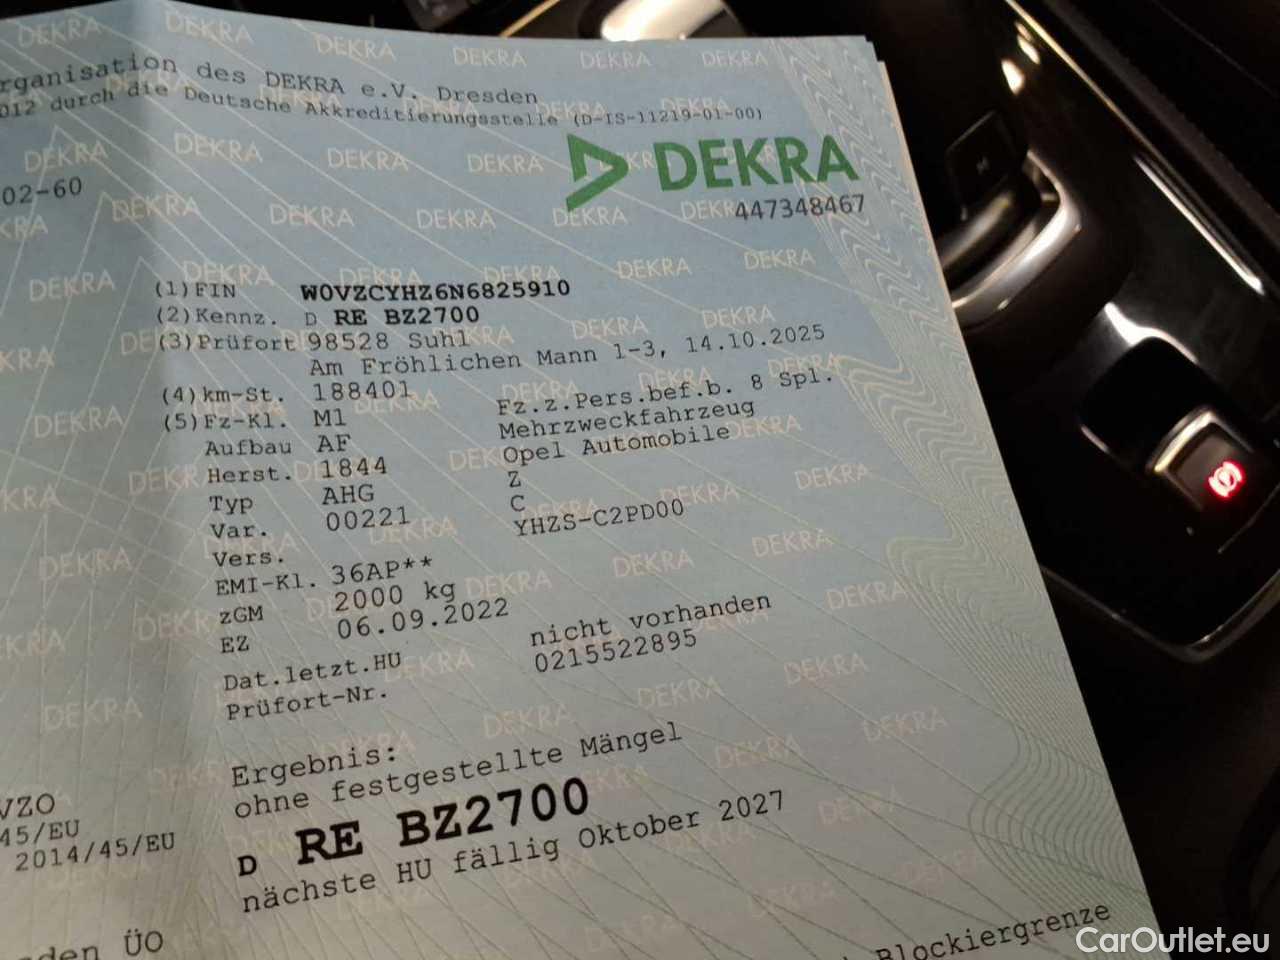 rganisation des DEKRA e.V. Dresden
012 durch die Deutsche Akkreditierungsstelle (D-IS-11219-01-00)
DEKRA
02-60
447348467
(1)FIN W0VZCYHZ6N6825910
(2)Kennz. D RE BZ2700
(3)Prüfort 98528 Suhl
Am Fröhlichen Mann 1-3, 14.10.2025
(4)km-St. 188401
(5)Fz-Kl. M1 Fz.z.Pers.bef.b. 8 Spl.
Aufbau AF Mehrzweckfahrzeug
Herst. 1844 Opel Automobile
Typ AHG Z
Var. 00221 C
Vers. YHZS-C2PD00
EMI-Kl. 36AP**
zGM 2000 kg
EZ 06.09.2022
Dat.letzt.HU nicht vorhanden
Prüfort-Nr. 0215522895
Ergebnis:
ohne festgestellte Mängel
D RE BZ2700
nächste HU fällig Oktober 2027
VZO
45/EU
2014/45/EU
den ÜO
Blockiergrenze
CarOutlet.eu